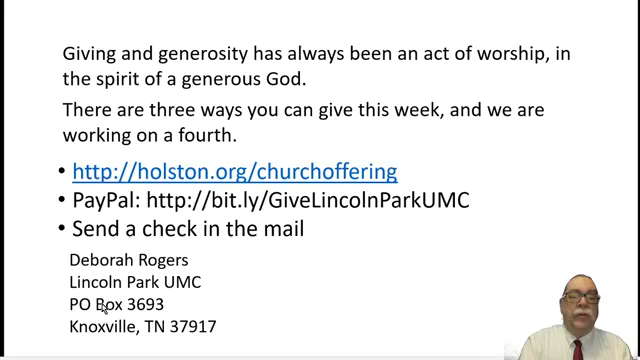 Giving and generosity has always been an act of worship, in
the spirit of a generous God.
There are three ways you can give this week, and we are
working on a fourth.
• http://holston.org/churchoffering
• PayPal: http://bit.ly/GiveLincolnParkUMC
• Send a check in the mail
Deborah Rogers
Lincoln Park UMC
PO Box 3693
Knoxville, TN 37917